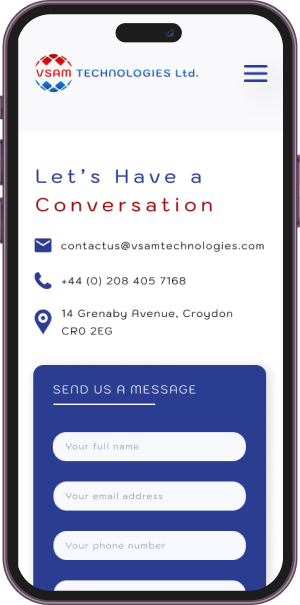 VSAM TECHNOLOGIES Ltd.
Let's Have a
Conversation
contactus@vsamtechnologies.com
+44 (0) 208 405 7168
14 Grenaby Avenue, Croydon
CR0 2EG
SEND US A MESSAGE
Your full name
Your email address
Your phone number